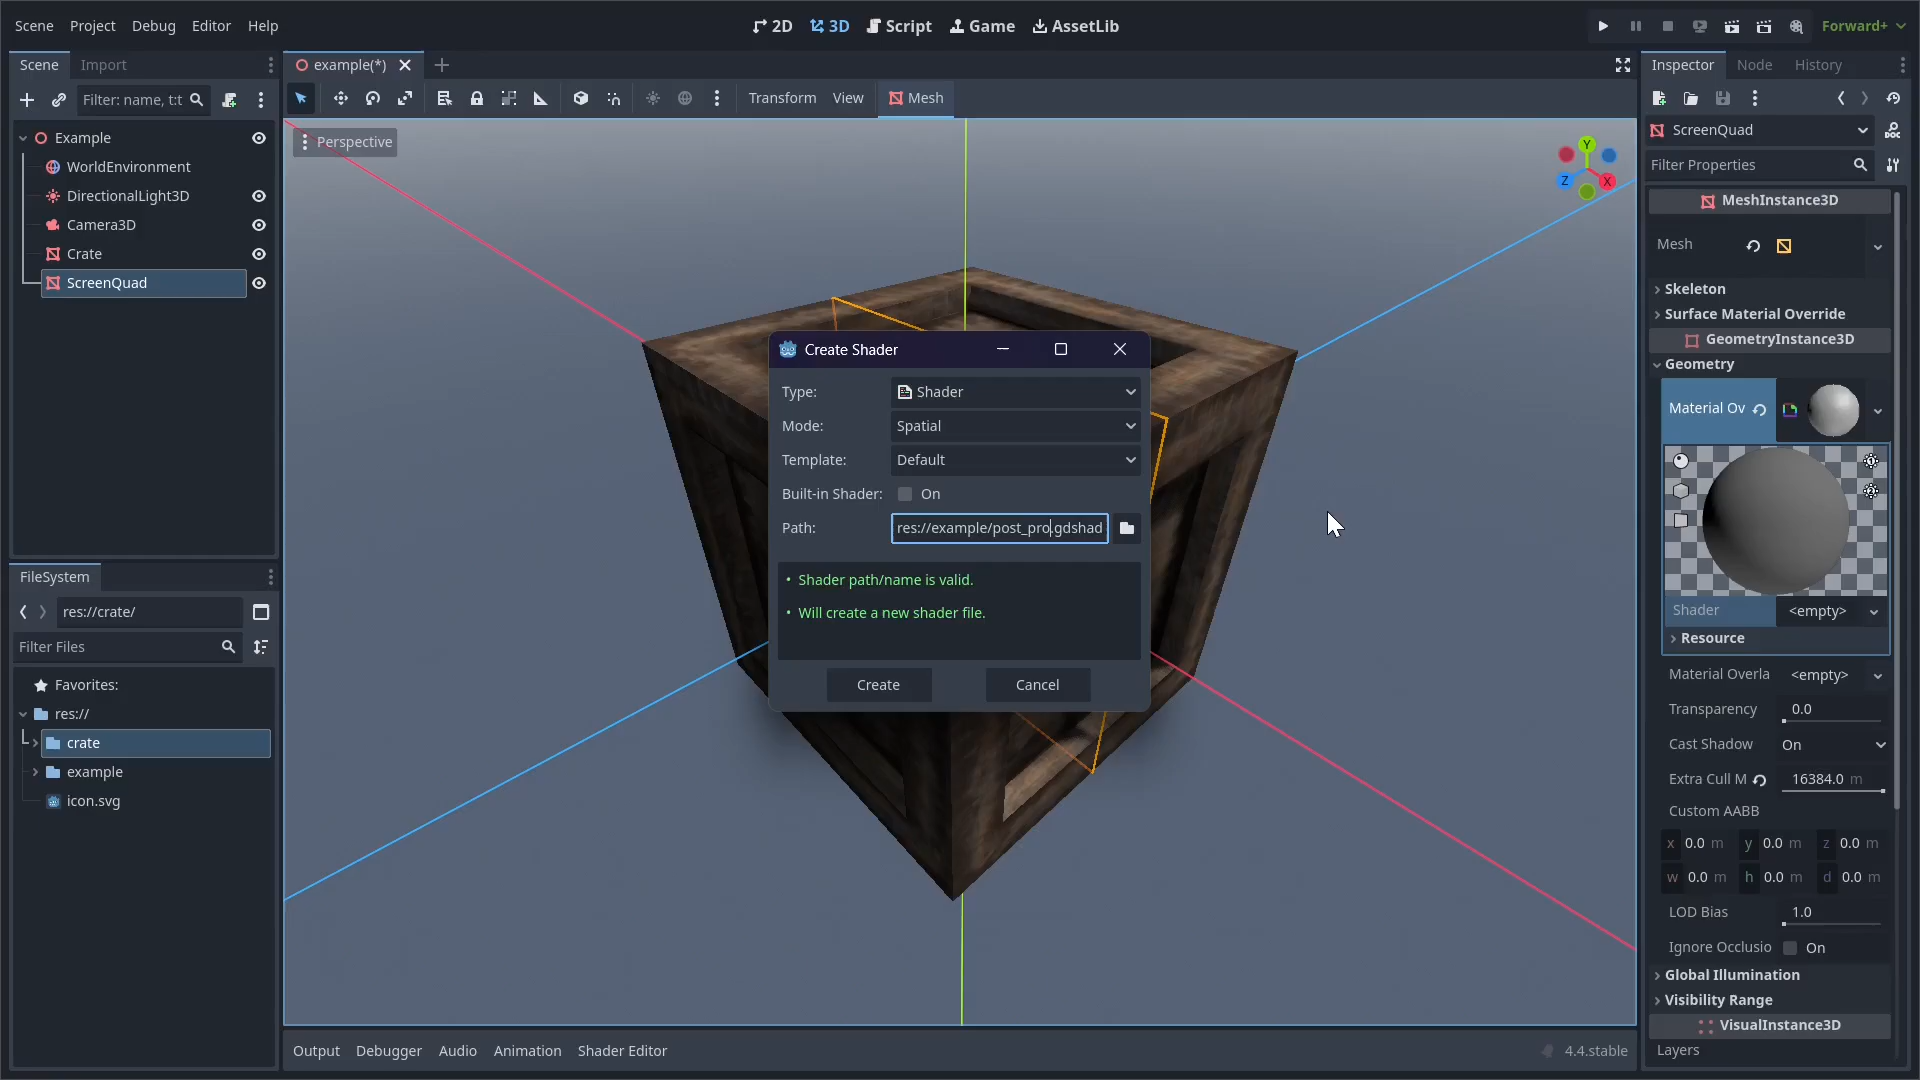 Scene Project Debug Editor Help
2D 3D Script Game AssetLib
Forward+
Scene Import
example(*)
Inspector Node History
Filter: name, t:t
Transform View Mesh
Perspective
Example
WorldEnvironment
DirectionalLight3D
Camera3D
Crate
ScreenQuad
Y
Z
X
Create Shader
Type: Shader
Mode: Spatial
Template: Default
Built-in Shader: On
Path: res://example/post_pro.gdshad
• Shader path/name is valid.
• Will create a new shader file.
Create Cancel
FileSystem
res://crate/
Filter Files
Favorites:
res://
crate
example
icon.svg
ScreenQuad
Filter Properties
MeshInstance3D
Mesh
Skeleton
Surface Material Override
GeometryInstance3D
Geometry
Material Ov
Shader <empty>
Resource
Material Overla <empty>
Transparency 0.0
Cast Shadow On
Extra Cull M 16384.0 m
Custom AABB
x 0.0 m y 0.0 m z 0.0 m
w 0.0 m h 0.0 m d 0.0 m
LOD Bias 1.0
Ignore Occlusio On
Global Illumination
Visibility Range
VisualInstance3D
Layers
Output Debugger Audio Animation Shader Editor
4.4.stable